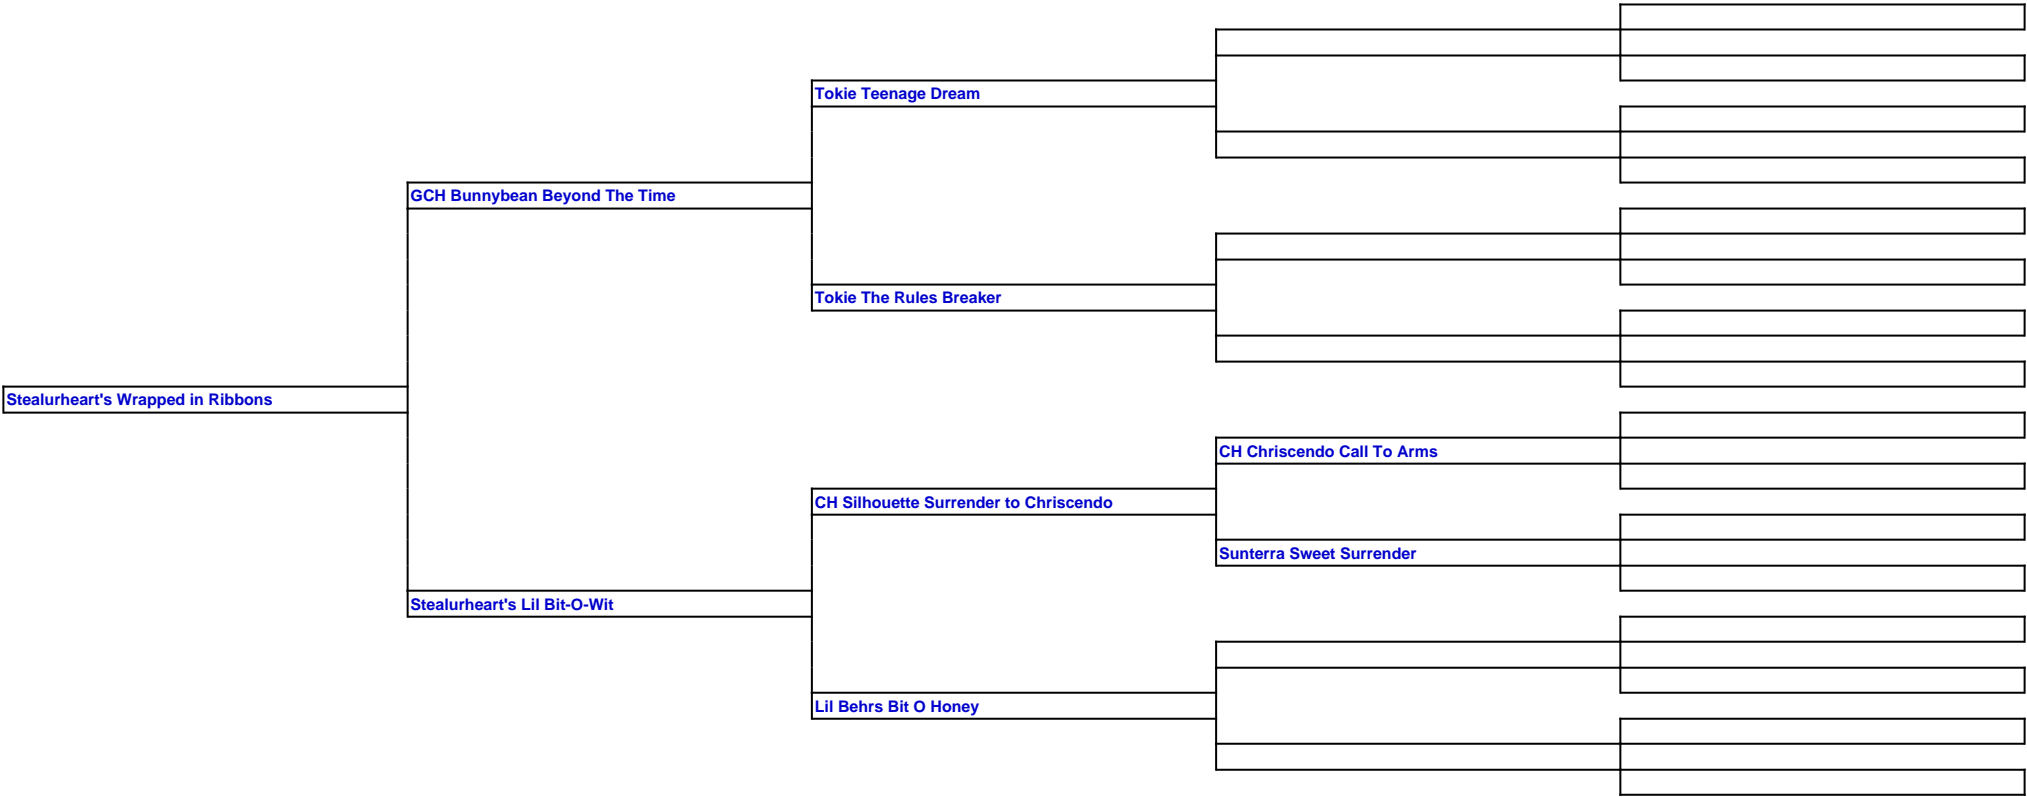 Tokie Teenage Dream
GCH Bunnybean Beyond The Time
Tokie The Rules Breaker
Stealurheart's Wrapped in Ribbons
CH Chriscendo Call To Arms
CH Silhouette Surrender to Chriscendo
Sunterra Sweet Surrender
Stealurheart's Lil Bit-O-Wit
Lil Behrs Bit O Honey